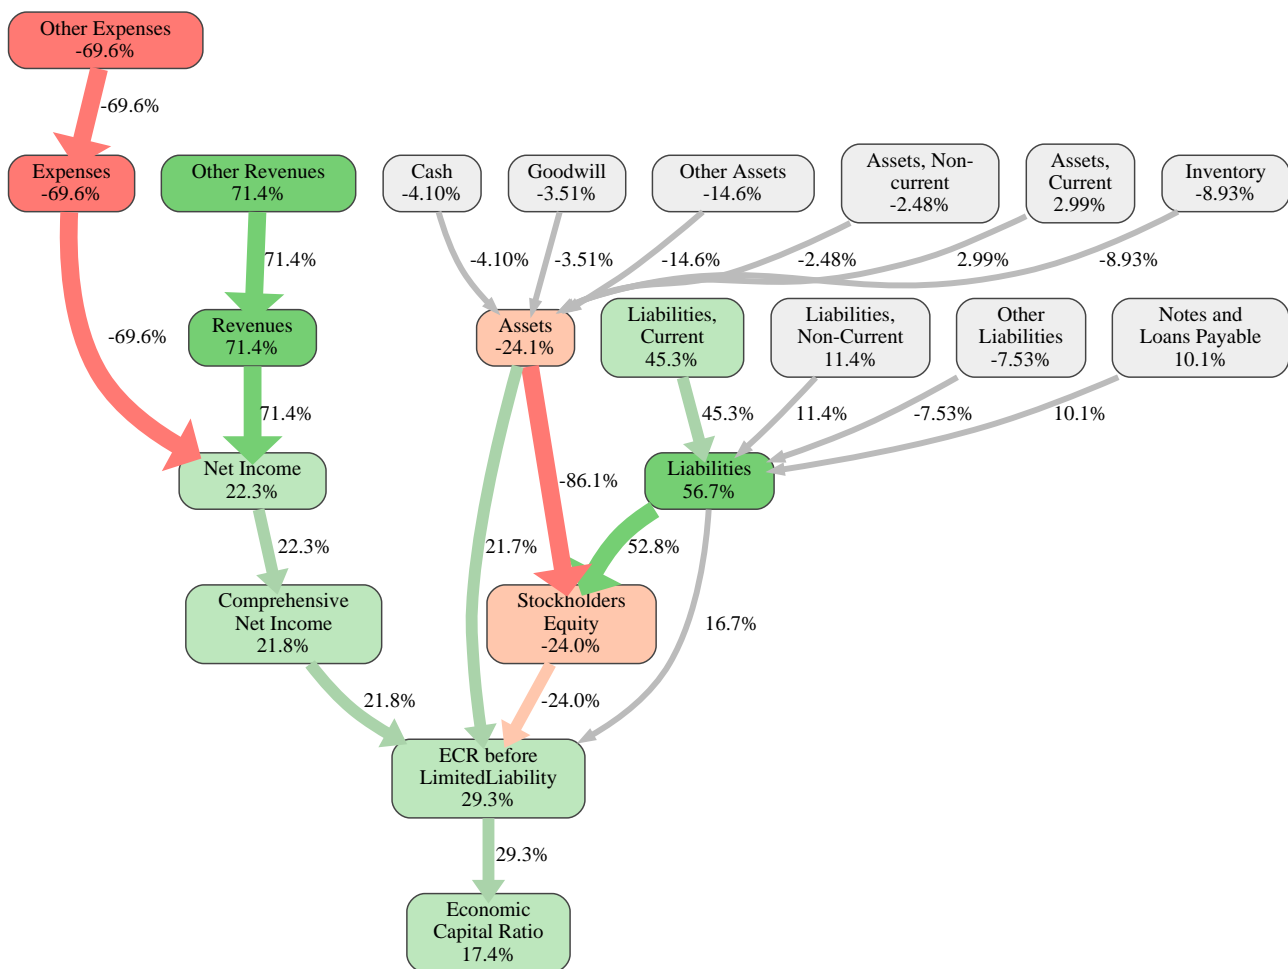 Other Expenses
-69.6%
-69.6%
Expenses
-69.6%
Other Revenues
71.4%
Cash
-4.10%
Goodwill
-3.51%
Other Assets
-14.6%
Assets, Non-
current
-2.48%
Assets,
Current
2.99%
Inventory
-8.93%
71.4%
-4.10%
-3.51%
-14.6%
-2.48%
2.99%
-8.93%
-69.6%
Revenues
71.4%
Assets
-24.1%
Liabilities,
Current
45.3%
Liabilities,
Non-Current
11.4%
Other
Liabilities
-7.53%
Notes and
Loans Payable
10.1%
71.4%
45.3%
11.4%
-7.53%
10.1%
Net Income
22.3%
-86.1%
Liabilities
56.7%
22.3%
21.7%
52.8%
Comprehensive
Net Income
21.8%
Stockholders
Equity
-24.0%
16.7%
21.8%
-24.0%
ECR before
LimitedLiability
29.3%
29.3%
Economic
Capital Ratio
17.4%